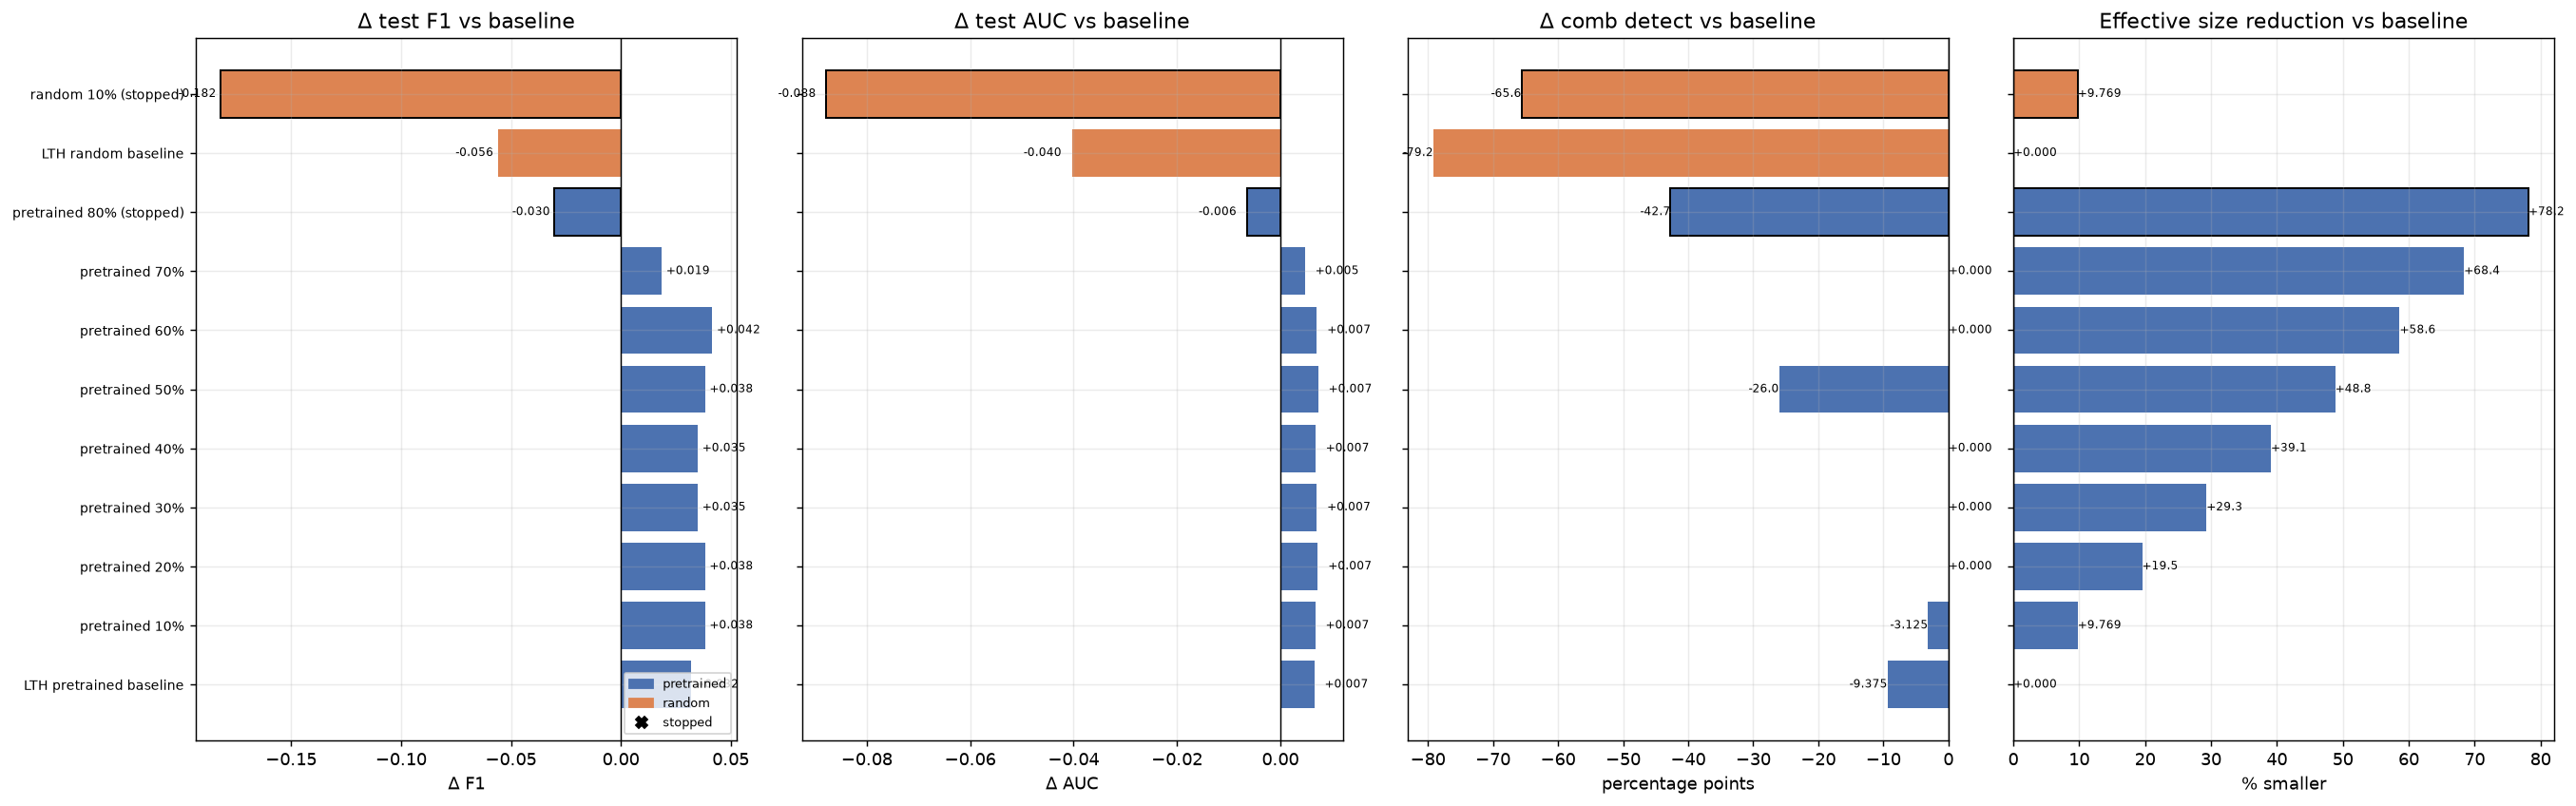 Δ test F1 vs baseline
random 10% (stopped)
LTH random baseline
pretrained 80% (stopped)
pretrained 70%
pretrained 60%
pretrained 50%
pretrained 40%
pretrained 30%
pretrained 20%
pretrained 10%
LTH pretrained baseline
-0.182
-0.056
-0.030
+0.019
+0.042
+0.038
+0.035
+0.035
+0.038
+0.038
pretrained
random
stopped
−0.15 −0.10 −0.05 0.00 0.05
Δ F1
Δ test AUC vs baseline
-0.088
-0.040
-0.006
+0.005
+0.007
+0.007
+0.007
+0.007
+0.007
+0.007
+0.007
−0.08 −0.06 −0.04 −0.02 0.00
Δ AUC
Δ comb detect vs baseline
-65.6
-79.2
-42.7
+0.000
+0.000
-26.0
+0.000
+0.000
+0.000
-3.125
-9.375
−80 −70 −60 −50 −40 −30 −20 −10 0
percentage points
Effective size reduction vs baseline
+9.769
+0.000
+78.2
+68.4
+58.6
+48.8
+39.1
+29.3
+19.5
+9.769
+0.000
0 10 20 30 40 50 60 70 80
% smaller